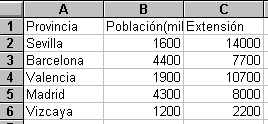 A B C
1 Provincia Población(mil Extensión
2 Sevilla 1600 14000
3 Barcelona 4400 7700
4 Valencia 1900 10700
5 Madrid 4300 8000
6 Vizcaya 1200 2200